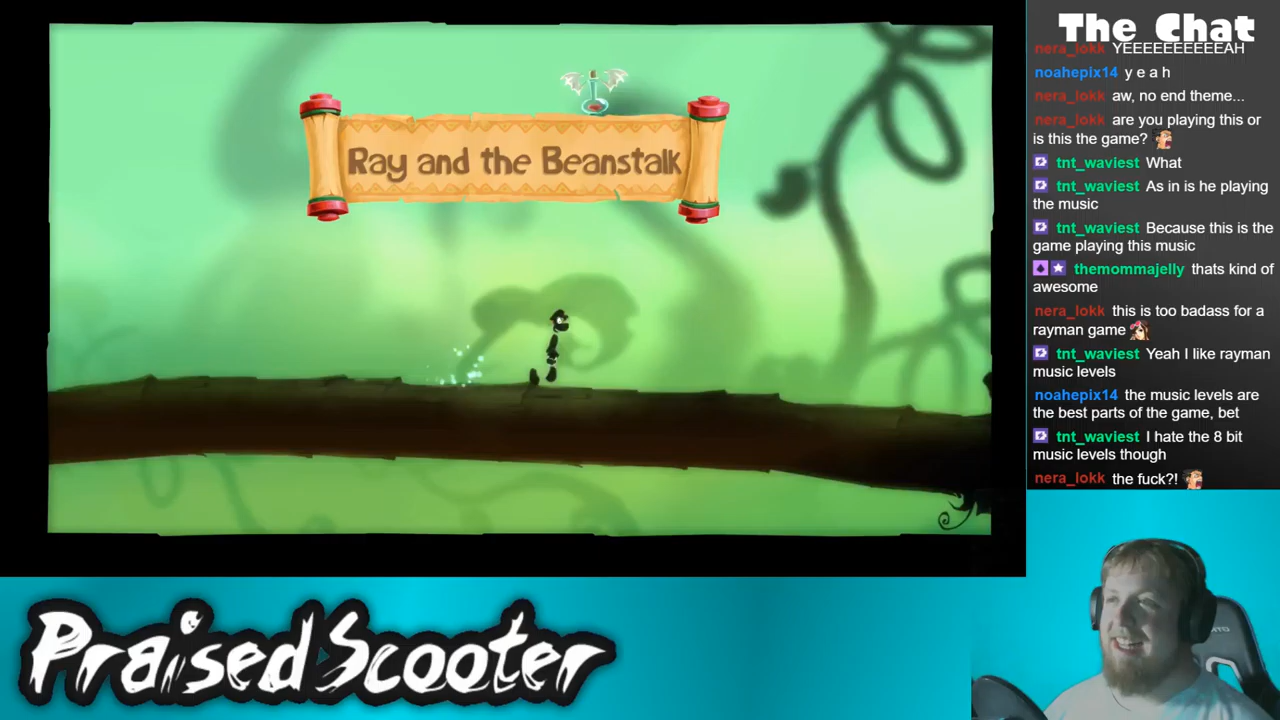 Ray and the Beanstalk
The Chat
nera_lokk YEEEEEEEEEEAH
noahepix14 y e a h
nera_lokk aw, no end theme...
nera_lokk are you playing this or
is this the game?
tnt_waviest What
tnt_waviest As in is he playing
the music
tnt_waviest Because this is the
game playing this music
themommajelly thats kind of
awesome
nera_lokk this is too badass for a
rayman game
tnt_waviest Yeah I like rayman
music levels
noahepix14 the music levels are
the best parts of the game, bet
tnt_waviest I hate the 8 bit
music levels though
nera_lokk the fuck?!
PraisedScooter